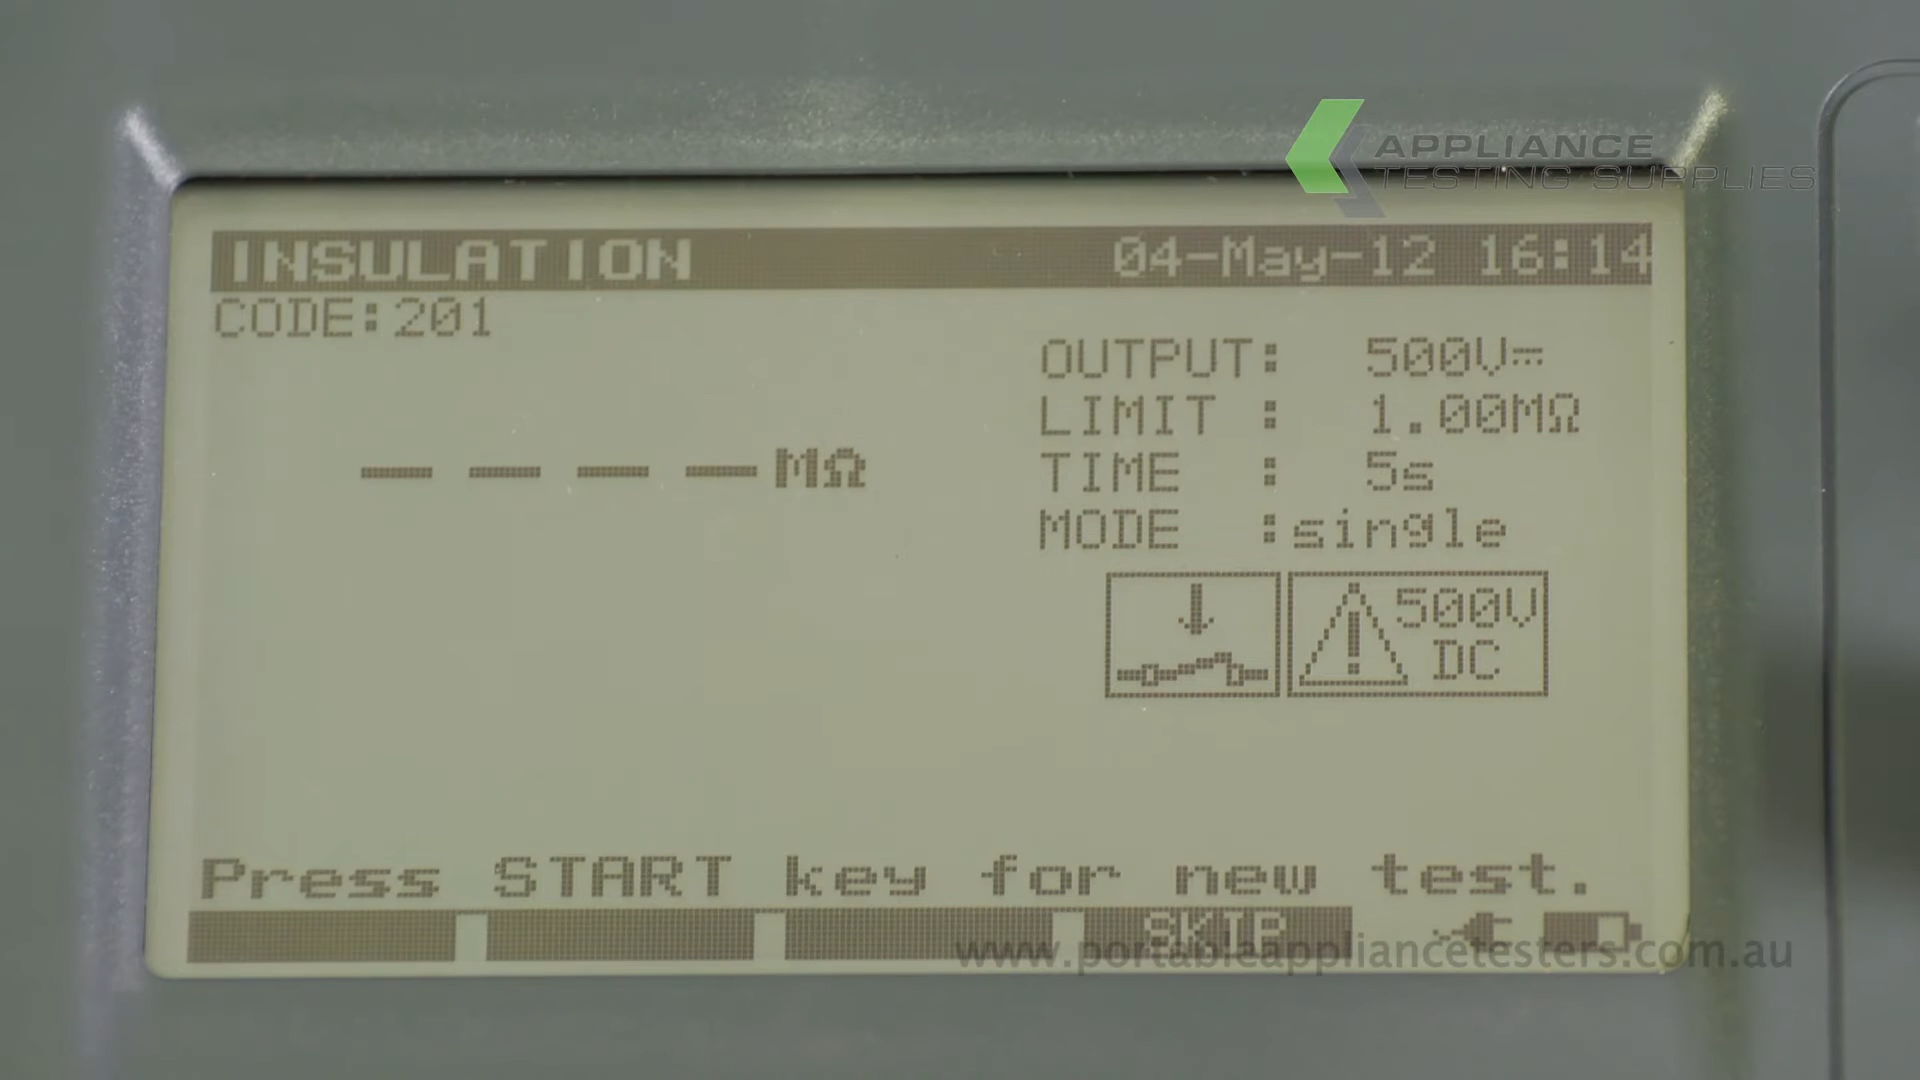 APPLIANCE
TESTING SUPPLIES
INSULATION 04-May-12 16:14
CODE:201
OUTPUT: 500V⎓
LIMIT : 1.00MΩ
– – – – MΩ
TIME : 5s
MODE :single
500V
DC
Press START key for new test.
SKIP
www.portableappliancetesters.com.au